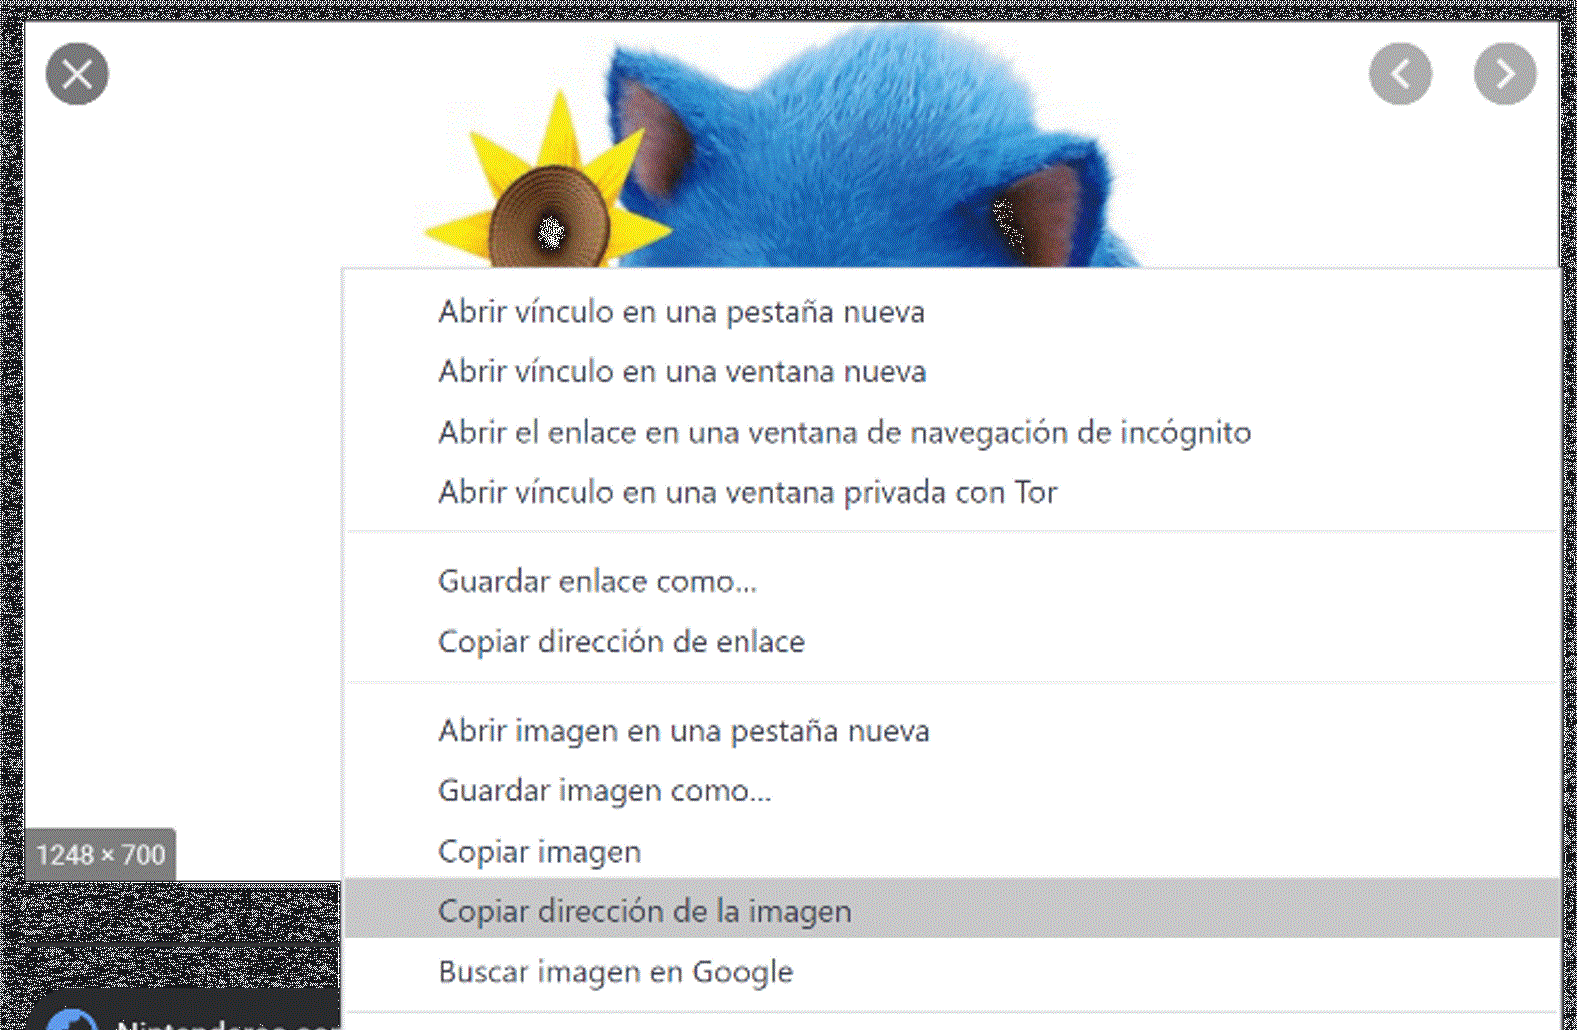 Abrir vínculo en una pestaña nueva
Abrir vínculo en una ventana nueva
Abrir el enlace en una ventana de navegación de incógnito
Abrir vínculo en una ventana privada con Tor
Guardar enlace como...
Copiar dirección de enlace
Abrir imagen en una pestaña nueva
Guardar imagen como...
1248 × 700
Copiar imagen
Copiar dirección de la imagen
Buscar imagen en Google